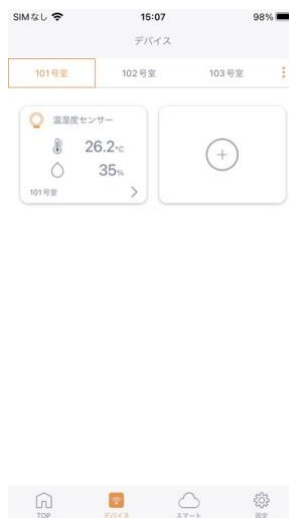 SIMなし 15:07 98%
デバイス
101号室 102号室 103号室
温湿度センサー
26.2℃
35%
101号室
TOP デバイス スマート 設定